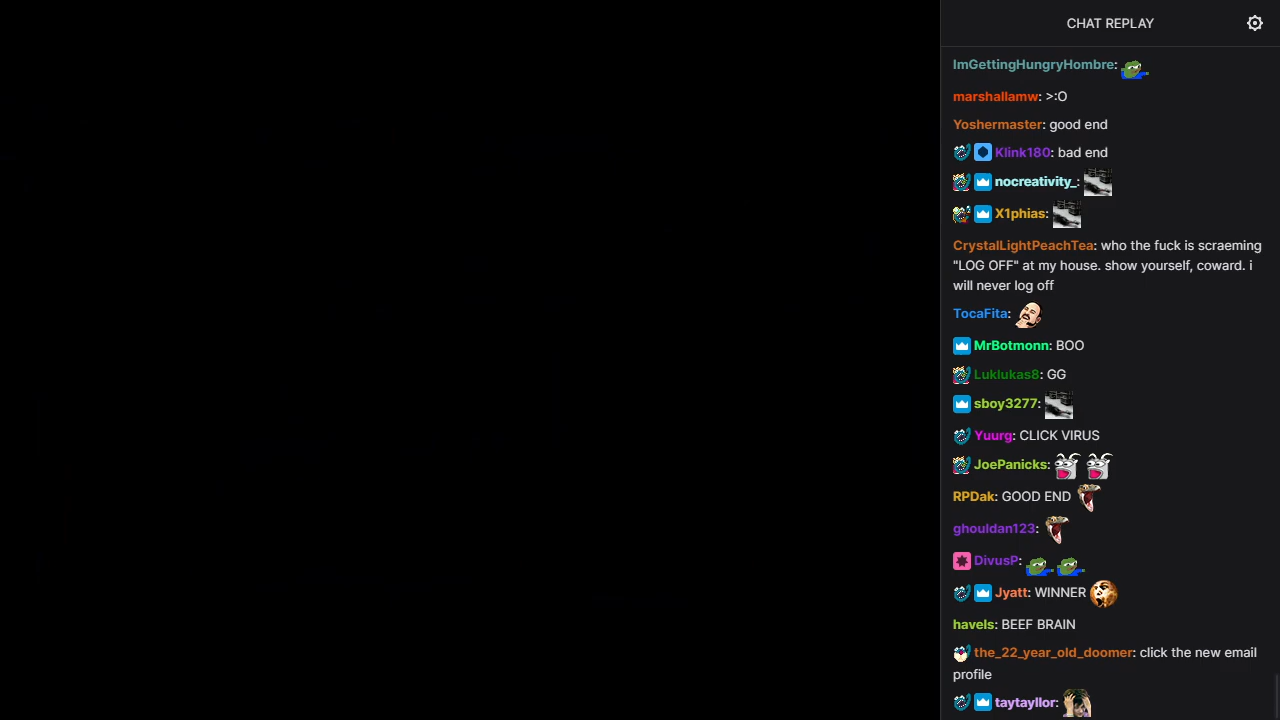 CHAT REPLAY
ImGettingHungryHombre:
marshallamw: >:O
Yoshermaster: good end
Klink180: bad end
nocreativity_:
X1phias:
CrystalLightPeachTea: who the fuck is scraeming
"LOG OFF" at my house. show yourself, coward. i
will never log off
TocaFita:
MrBotmonn: BOO
Luklukas8: GG
sboy3277:
Yuurg: CLICK VIRUS
JoePanicks:
RPDak: GOOD END
ghouldan123:
DivusP:
Jyatt: WINNER
havels: BEEF BRAIN
the_22_year_old_doomer: click the new email
profile
taytayllor: